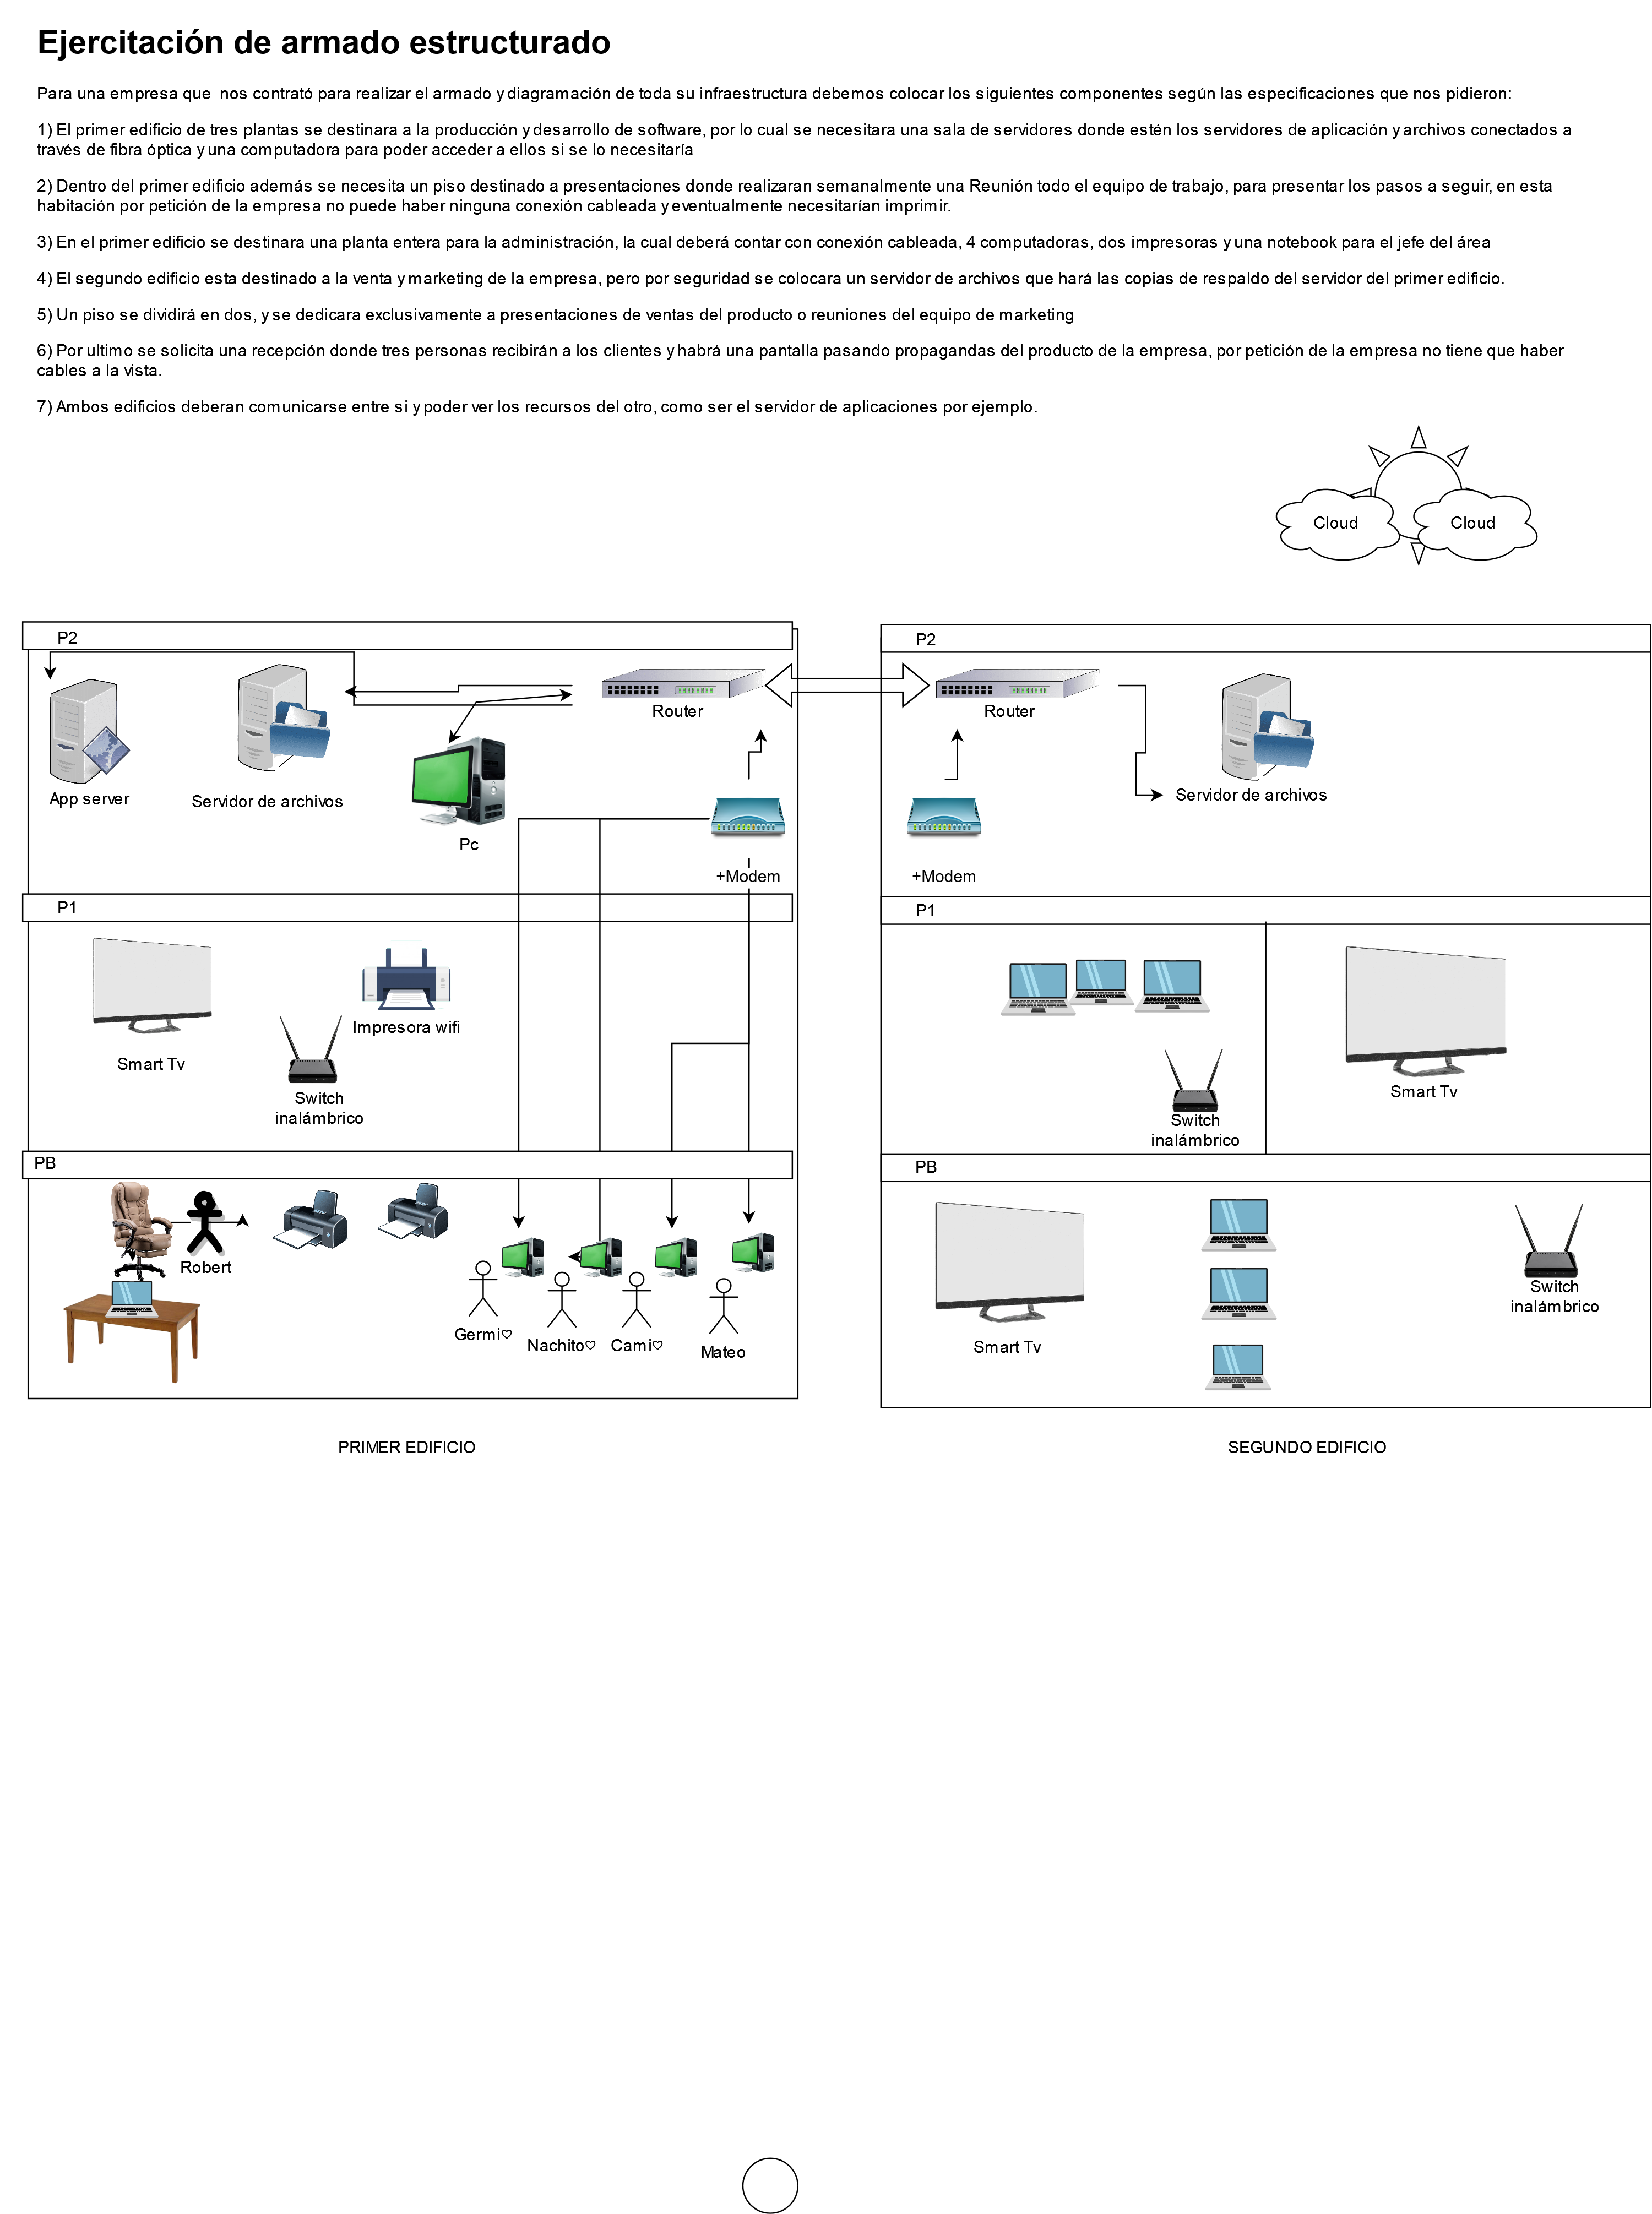 Ejercitación de armado estructurado
Para una empresa que nos contrató para realizar el armado y diagramación de toda su infraestructura debemos colocar los siguientes componentes según las especificaciones que nos pidieron:
1) El primer edificio de tres plantas se destinara a la producción y desarrollo de software, por lo cual se necesitara una sala de servidores donde estén los servidores de aplicación y archivos conectados a
través de fibra óptica y una computadora para poder acceder a ellos si se lo necesitaría
2) Dentro del primer edificio además se necesita un piso destinado a presentaciones donde realizaran semanalmente una Reunión todo el equipo de trabajo, para presentar los pasos a seguir, en esta
habitación por petición de la empresa no puede haber ninguna conexión cableada y eventualmente necesitarían imprimir.
3) En el primer edificio se destinara una planta entera para la administración, la cual deberá contar con conexión cableada, 4 computadoras, dos impresoras y una notebook para el jefe del área
4) El segundo edificio esta destinado a la venta y marketing de la empresa, pero por seguridad se colocara un servidor de archivos que hará las copias de respaldo del servidor del primer edificio.
5) Un piso se dividirá en dos, y se dedicara exclusivamente a presentaciones de ventas del producto o reuniones del equipo de marketing
6) Por ultimo se solicita una recepción donde tres personas recibirán a los clientes y habrá una pantalla pasando propagandas del producto de la empresa, por petición de la empresa no tiene que haber
cables a la vista.
7) Ambos edificios deberan comunicarse entre si y poder ver los recursos del otro, como ser el servidor de aplicaciones por ejemplo.
Cloud
Cloud
P2
Router
App server
Servidor de archivos
Pc
+Modem
P1
Impresora wifi
Smart Tv
Switch
inalámbrico
PB
Robert
Germi♡
Nachito♡
Cami♡
Mateo
PRIMER EDIFICIO
P2
Router
Servidor de archivos
+Modem
P1
Smart Tv
Switch
inalámbrico
PB
Switch
inalámbrico
Smart Tv
SEGUNDO EDIFICIO